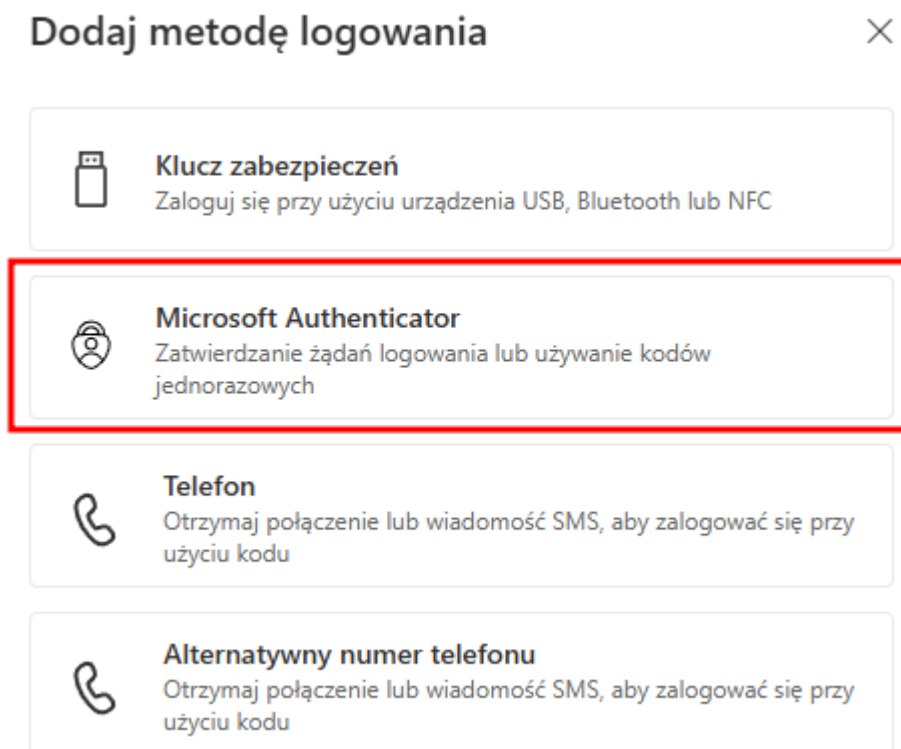 Dodaj metodę logowania
Klucz zabezpieczeń
Zaloguj się przy użyciu urządzenia USB, Bluetooth lub NFC
Microsoft Authenticator
Zatwierdzanie żądań logowania lub używanie kodów
jednorazowych
Telefon
Otrzymaj połączenie lub wiadomość SMS, aby zalogować się przy
użyciu kodu
Alternatywny numer telefonu
Otrzymaj połączenie lub wiadomość SMS, aby zalogować się przy
użyciu kodu